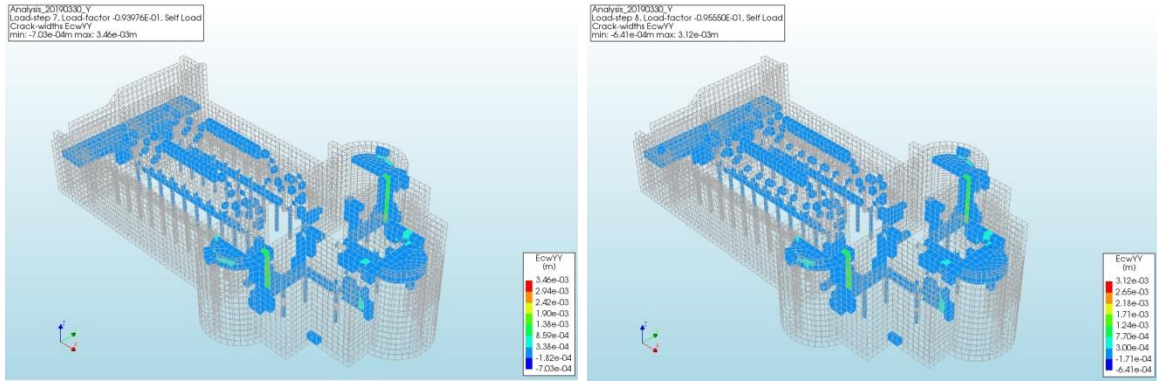 Analysis_20190330_Y
Load-step 7, Load-factor -0.93976E-01, Self Load
Crack-widths EcwYY
min: -7.03e-04m max: 3.46e-03m
EcwYY
(m)
3.46e-03
2.94e-03
2.42e-03
1.90e-03
1.38e-03
8.59e-04
3.38e-04
-1.82e-04
-7.03e-04
Z
Y
X
Analysis_20190330_Y
Load-step 8, Load-factor -0.95550E-01, Self Load
Crack-widths EcwYY
min: -6.41e-04m max: 3.12e-03m
EcwYY
(m)
3.12e-03
2.65e-03
2.18e-03
1.71e-03
1.24e-03
7.70e-04
3.00e-04
-1.71e-04
-6.41e-04
Z
Y
X